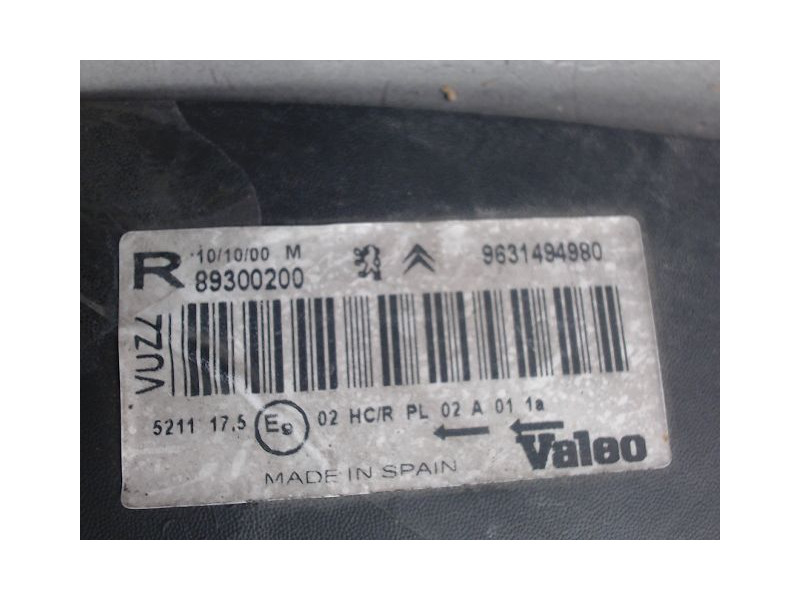 R 10/10/00 M 9631494980
89300200
VUZZ
5211 17,5 E9 02 HC/R PL 02 A 01 1a
Valeo
MADE IN SPAIN